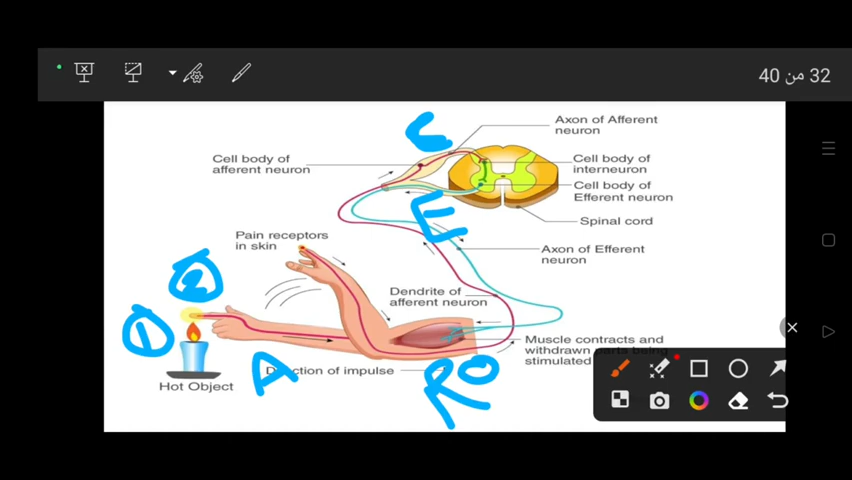 32 من 40
Axon of Afferent
neuron
C
Cell body of
afferent neuron
Cell body of
interneuron
Cell body of
Efferent neuron
E
Spinal cord
Pain receptors
in skin
Axon of Efferent
neuron
2
Dendrite of
afferent neuron
1
Muscle contracts and
withdrawn parts being
stimulated
A
Direction of impulse
RO
Hot Object